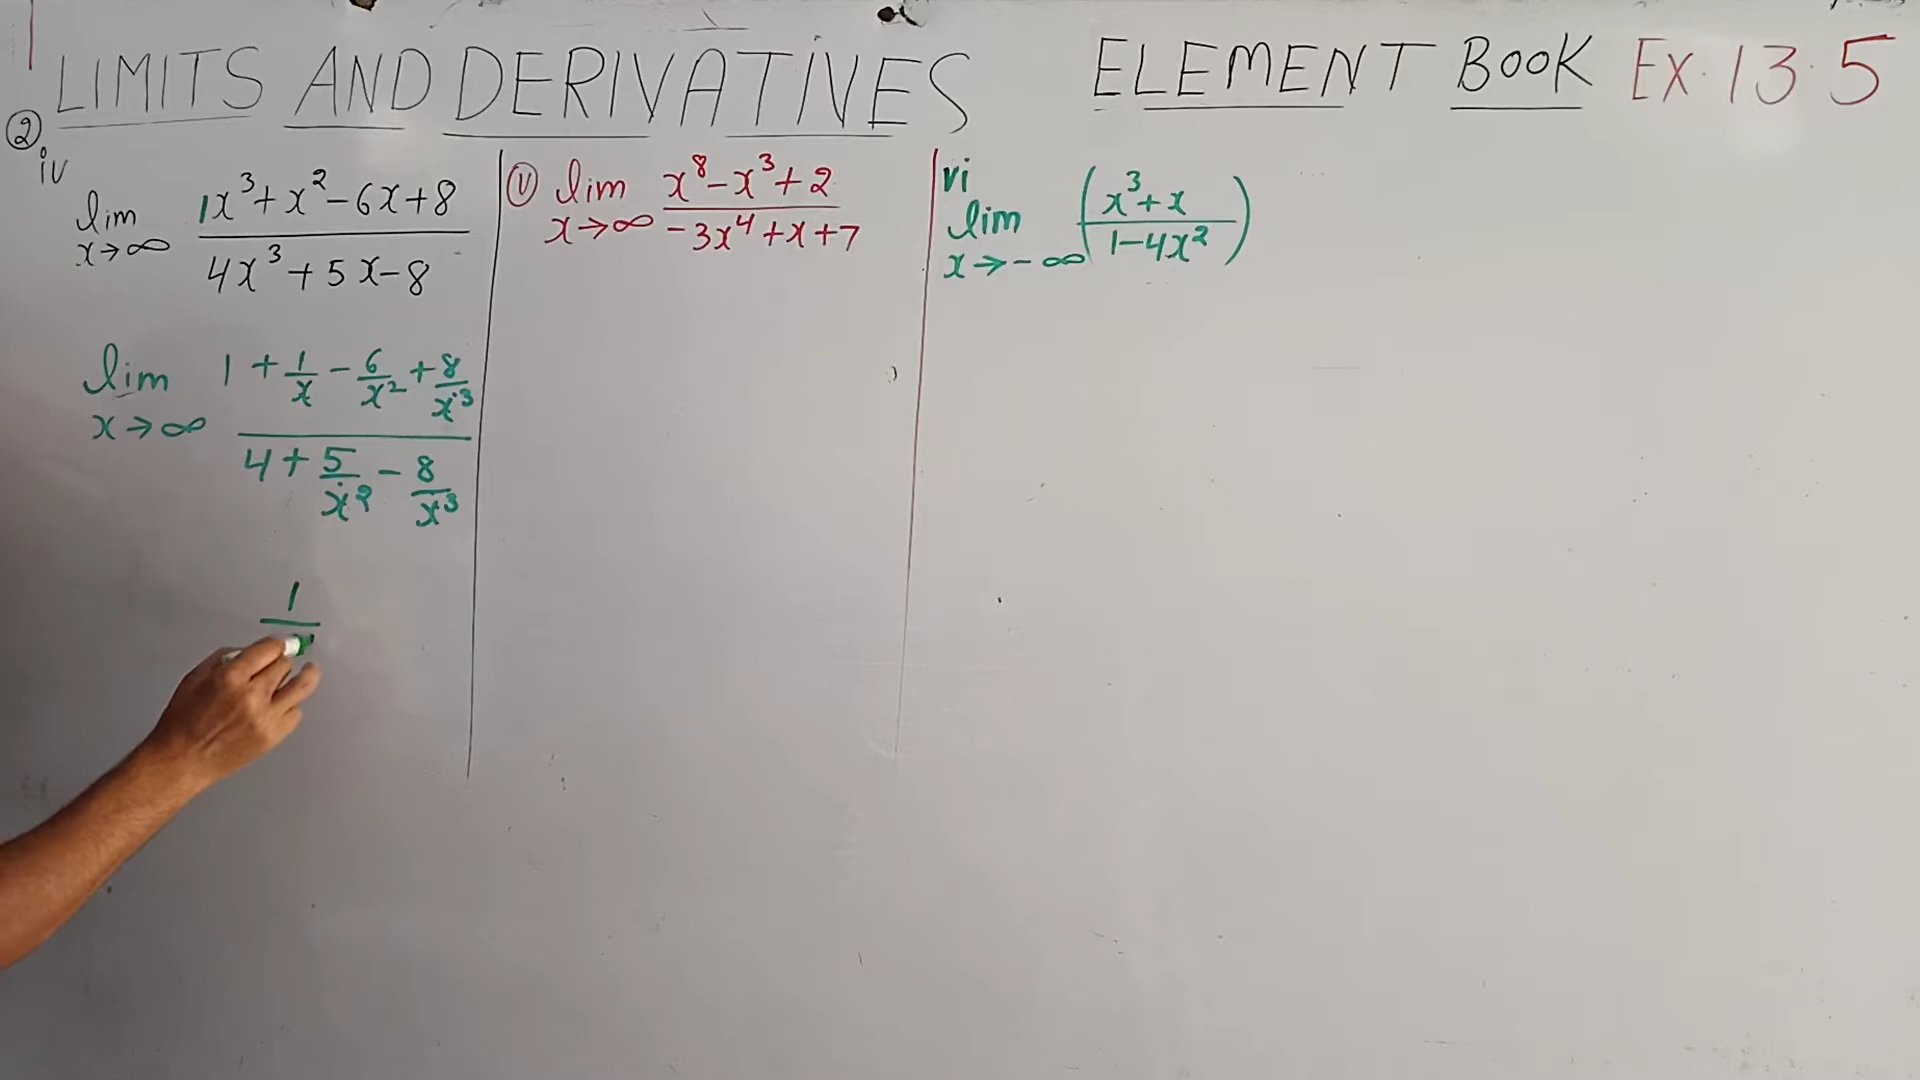 LIMITS AND DERIVATIVES ELEMENT BOOK Ex. 13.5
②
iv
lim x→∞ (1x³+x²-6x+8)/(4x³+5x-8)
lim x→∞ (1+1/x-6/x²+8/x³)/(4+5/x²-8/x³)
1
Ⓥ lim x→∞ (x⁸-x³+2)/(-3x⁴+x+7)
vi
lim x→-∞ ((x³+x)/(1-4x²))